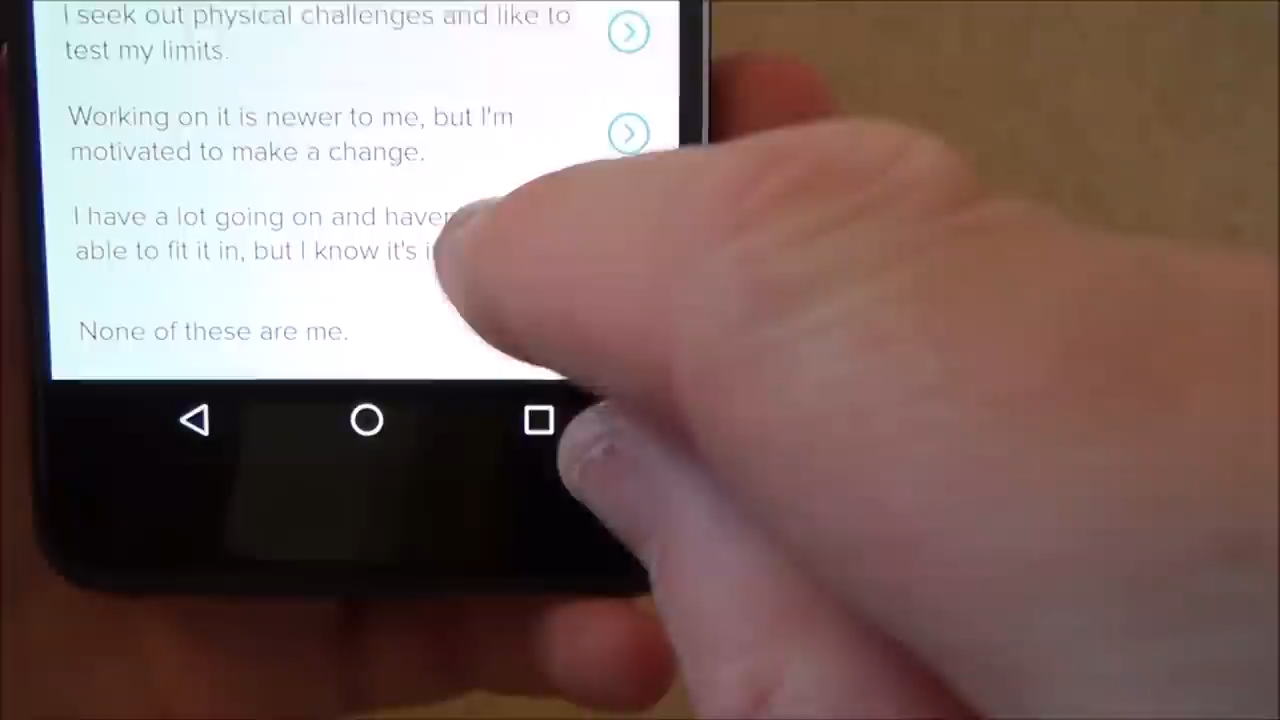 I seek out physical challenges and like to
test my limits.
Working on it is newer to me, but I'm
motivated to make a change.
I have a lot going on and
able to fit it in, but I know it's
None of these are me.